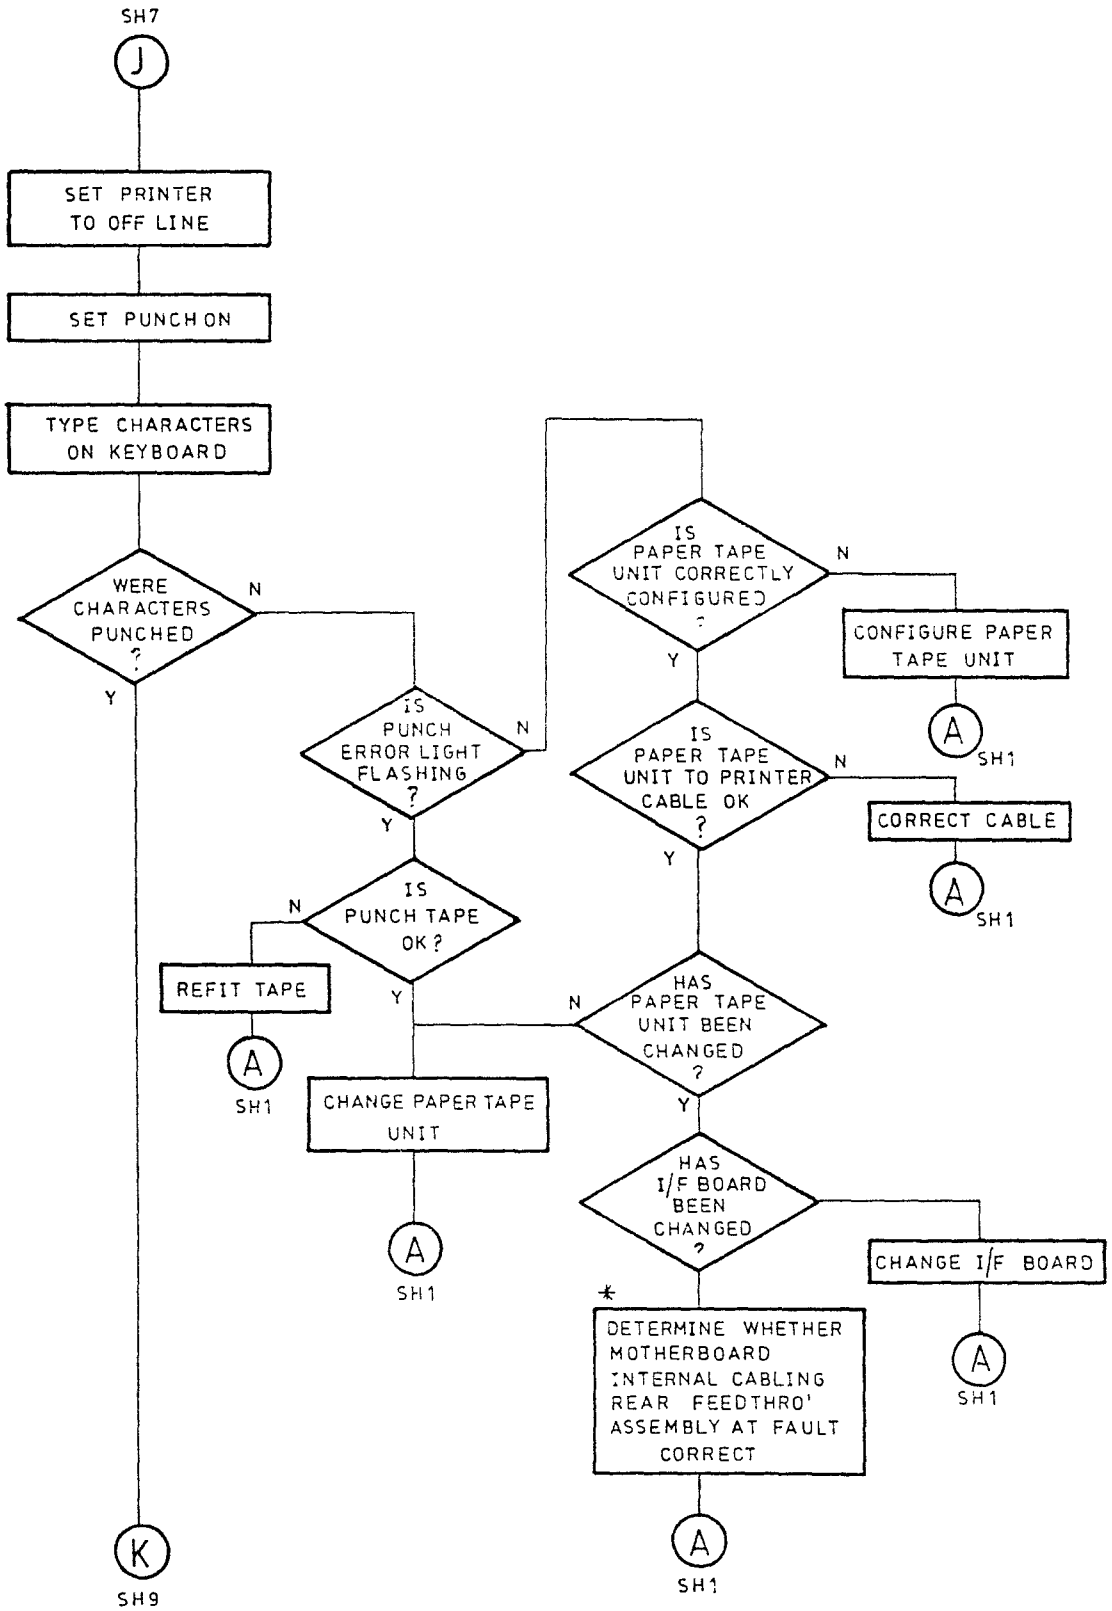 SH7
J
SET PRINTER
TO OFF LINE
SET PUNCH ON
TYPE CHARACTERS
ON KEYBOARD
WERE
CHARACTERS
PUNCHED
?
N
Y
IS
PUNCH
ERROR LIGHT
FLASHING
?
N
Y
IS
PUNCH TAPE
OK?
N
Y
REFIT TAPE
A
SH1
CHANGE PAPER TAPE
UNIT
A
SH1
IS
PAPER TAPE
UNIT CORRECTLY
CONFIGURED
?
N
Y
CONFIGURE PAPER
TAPE UNIT
A
SH1
IS
PAPER TAPE
UNIT TO PRINTER
CABLE OK
?
N
Y
CORRECT CABLE
A
SH1
HAS
PAPER TAPE
UNIT BEEN
CHANGED
?
N
Y
HAS
I/F BOARD
BEEN
CHANGED
?
CHANGE I/F BOARD
A
SH1
*
DETERMINE WHETHER
MOTHERBOARD
INTERNAL CABLING
REAR FEEDTHRO'
ASSEMBLY AT FAULT
CORRECT
A
SH1
K
SH9